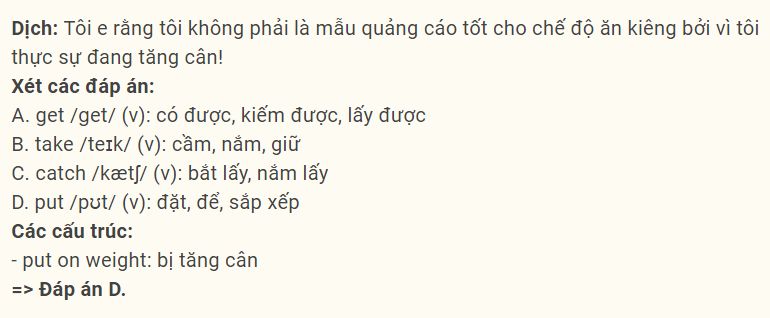 Dịch: Tôi e rằng tôi không phải là mẫu quảng cáo tốt cho chế độ ăn kiêng bởi vì tôi
thực sự đang tăng cân!
Xét các đáp án:
A. get /get/ (v): có được, kiếm được, lấy được
B. take /teɪk/ (v): cầm, nắm, giữ
C. catch /kætʃ/ (v): bắt lấy, nắm lấy
D. put /pʊt/ (v): đặt, để, sắp xếp
Các cấu trúc:
- put on weight: bị tăng cân
=> Đáp án D.